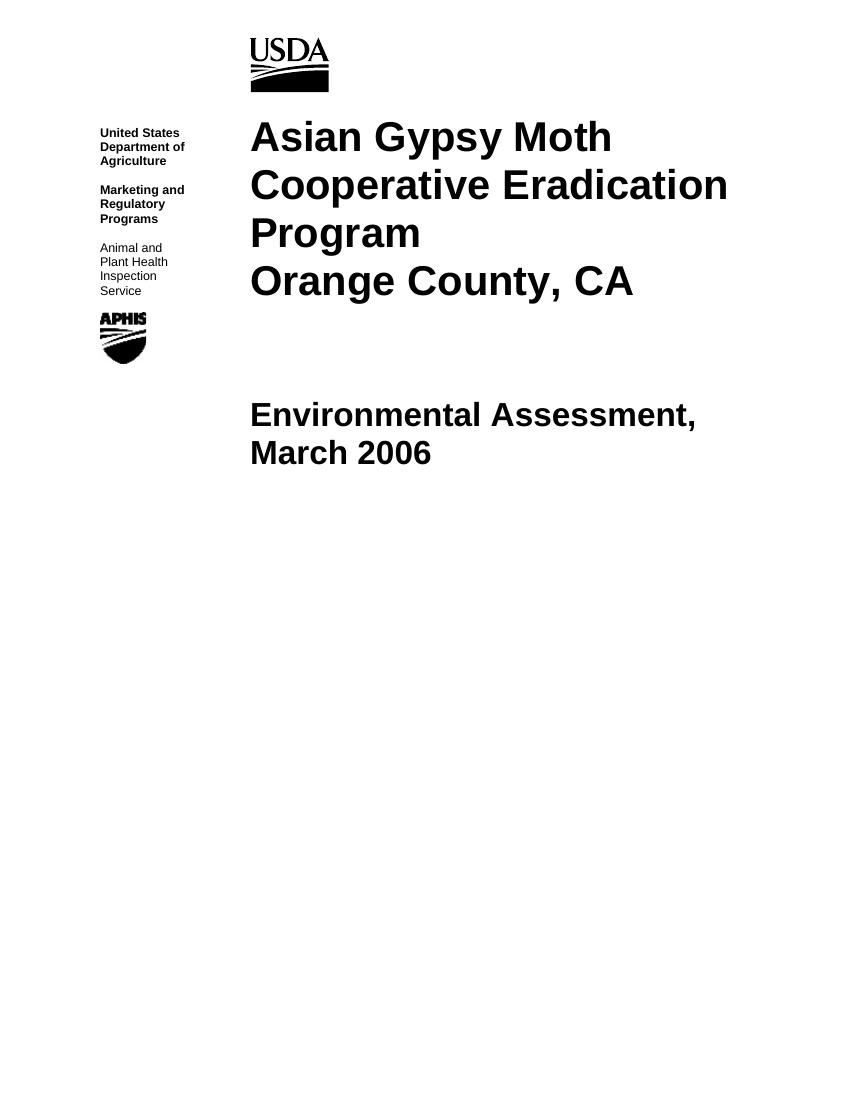 USDA
United States
Department of
Agriculture
Marketing and
Regulatory
Programs
Animal and
Plant Health
Inspection
Service
APHIS
Asian Gypsy Moth
Cooperative Eradication
Program
Orange County, CA
Environmental Assessment,
March 2006